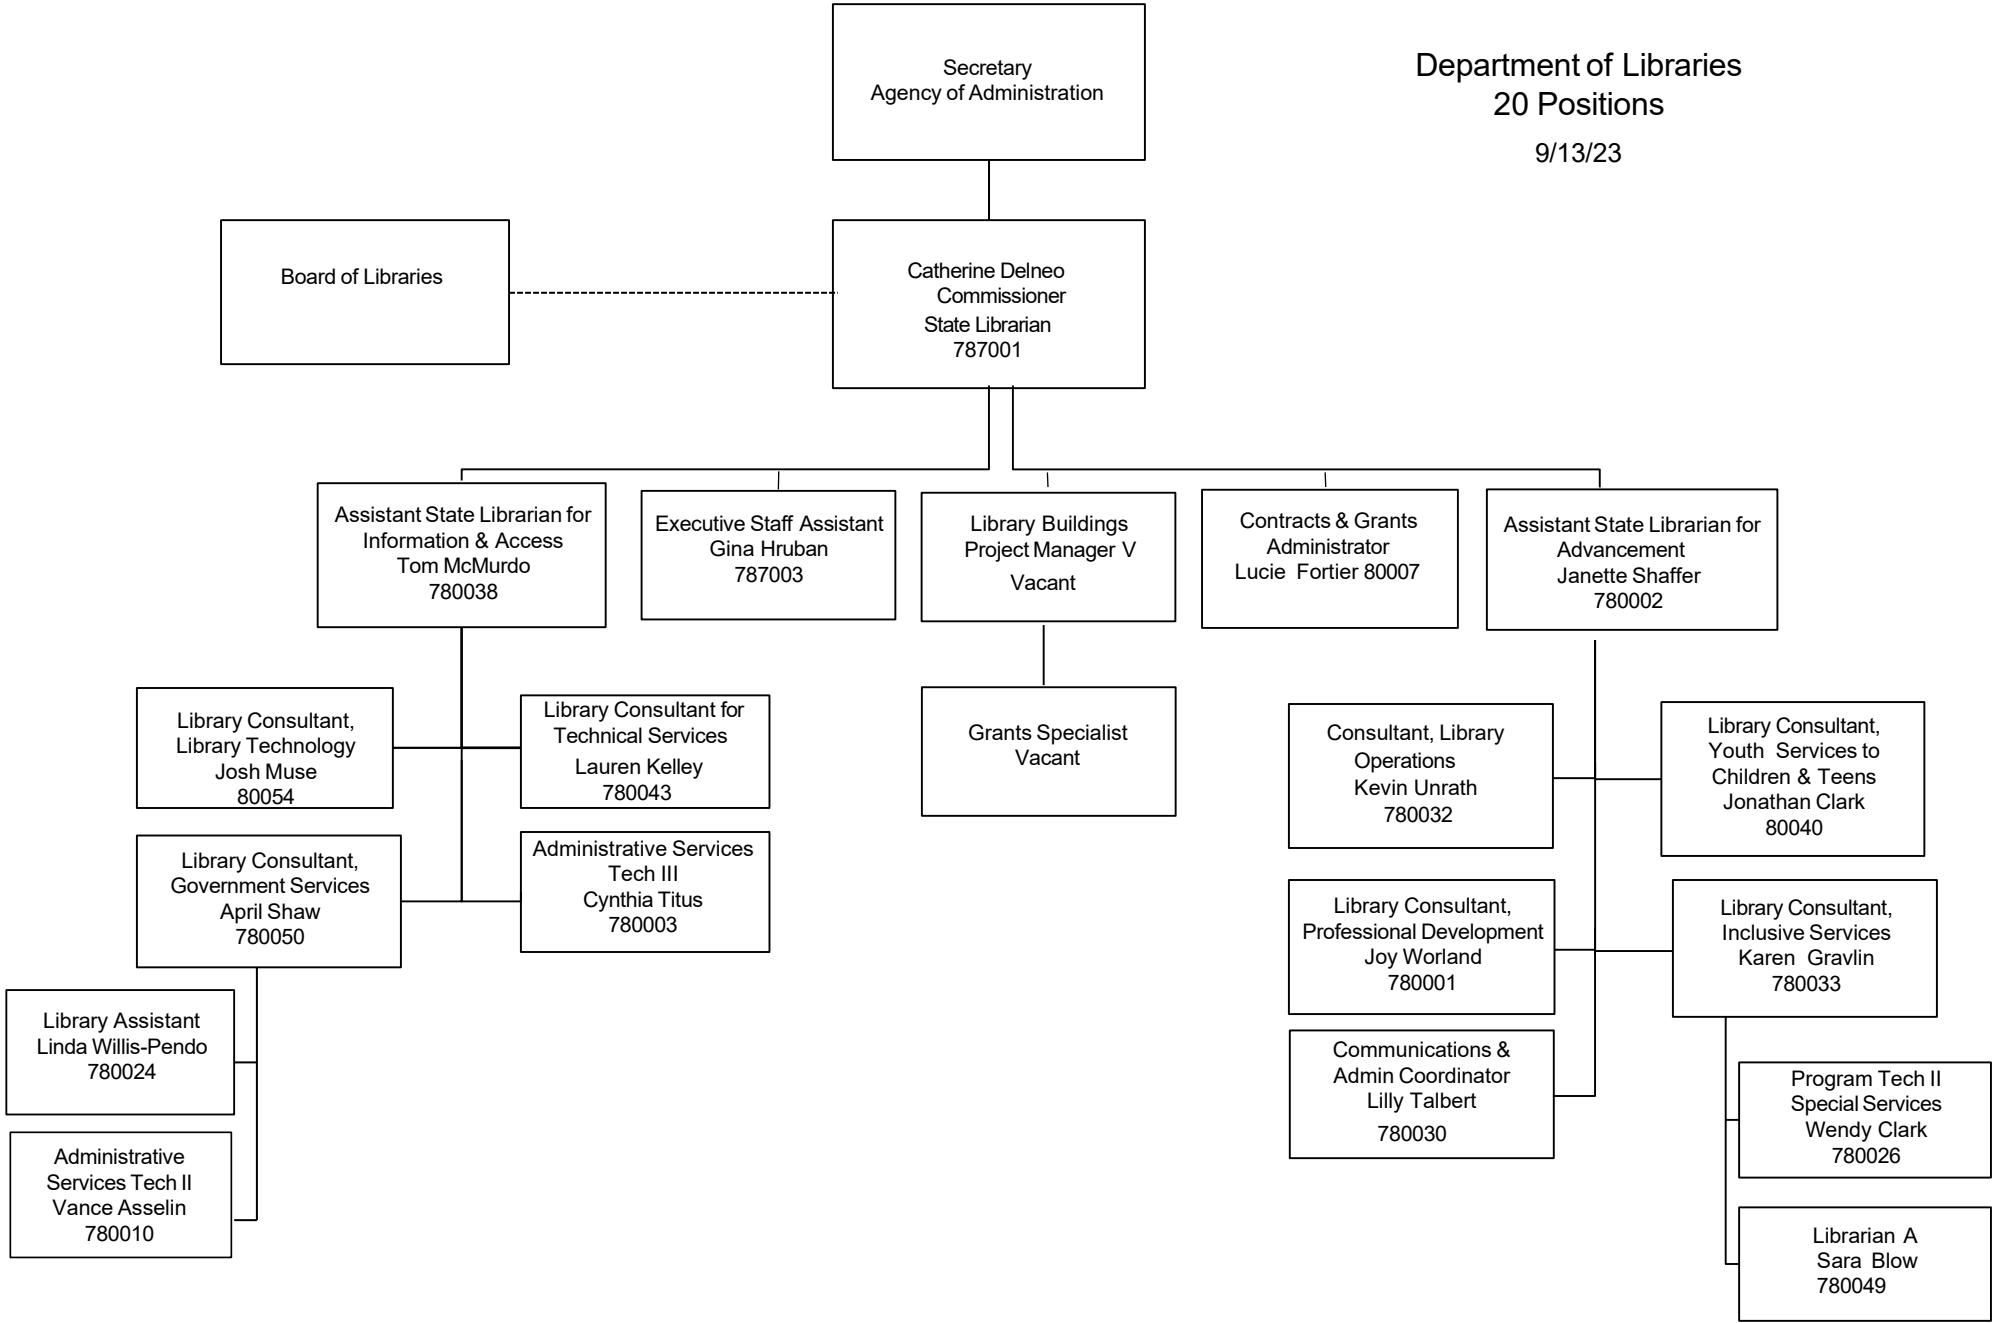 Secretary
Agency of Administration
Department of Libraries
20 Positions
9/13/23
Board of Libraries
Catherine Delneo
Commissioner
State Librarian
787001
Assistant State Librarian for
Information & Access
Tom McMurdo
780038
Executive Staff Assistant
Gina Hruban
787003
Library Buildings
Project Manager V
Vacant
Contracts & Grants
Administrator
Lucie Fortier 80007
Assistant State Librarian for
Advancement
Janette Shaffer
780002
Library Consultant,
Library Technology
Josh Muse
80054
Library Consultant for
Technical Services
Lauren Kelley
780043
Grants Specialist
Vacant
Consultant, Library
Operations
Kevin Unrath
780032
Library Consultant,
Youth Services to
Children & Teens
Jonathan Clark
80040
Library Consultant,
Government Services
April Shaw
780050
Administrative Services
Tech III
Cynthia Titus
780003
Library Consultant,
Professional Development
Joy Worland
780001
Library Consultant,
Inclusive Services
Karen Gravlin
780033
Library Assistant
Linda Willis-Pendo
780024
Communications &
Admin Coordinator
Lilly Talbert
780030
Program Tech II
Special Services
Wendy Clark
780026
Administrative
Services Tech II
Vance Asselin
780010
Librarian A
Sara Blow
780049